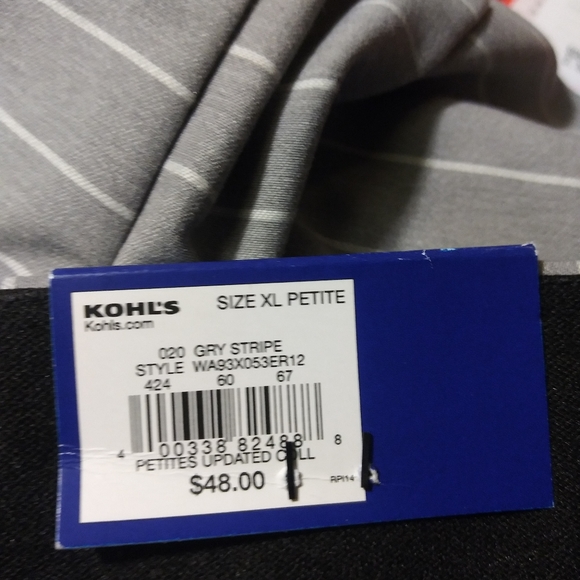 KOHL'S
SIZE XL PETITE
Kohls.com
020 GRY STRIPE
STYLE WA93X053ER12
424 60 67
4 00338 82488 8
PETITES UPDATED COLL
$48.00
RPI14